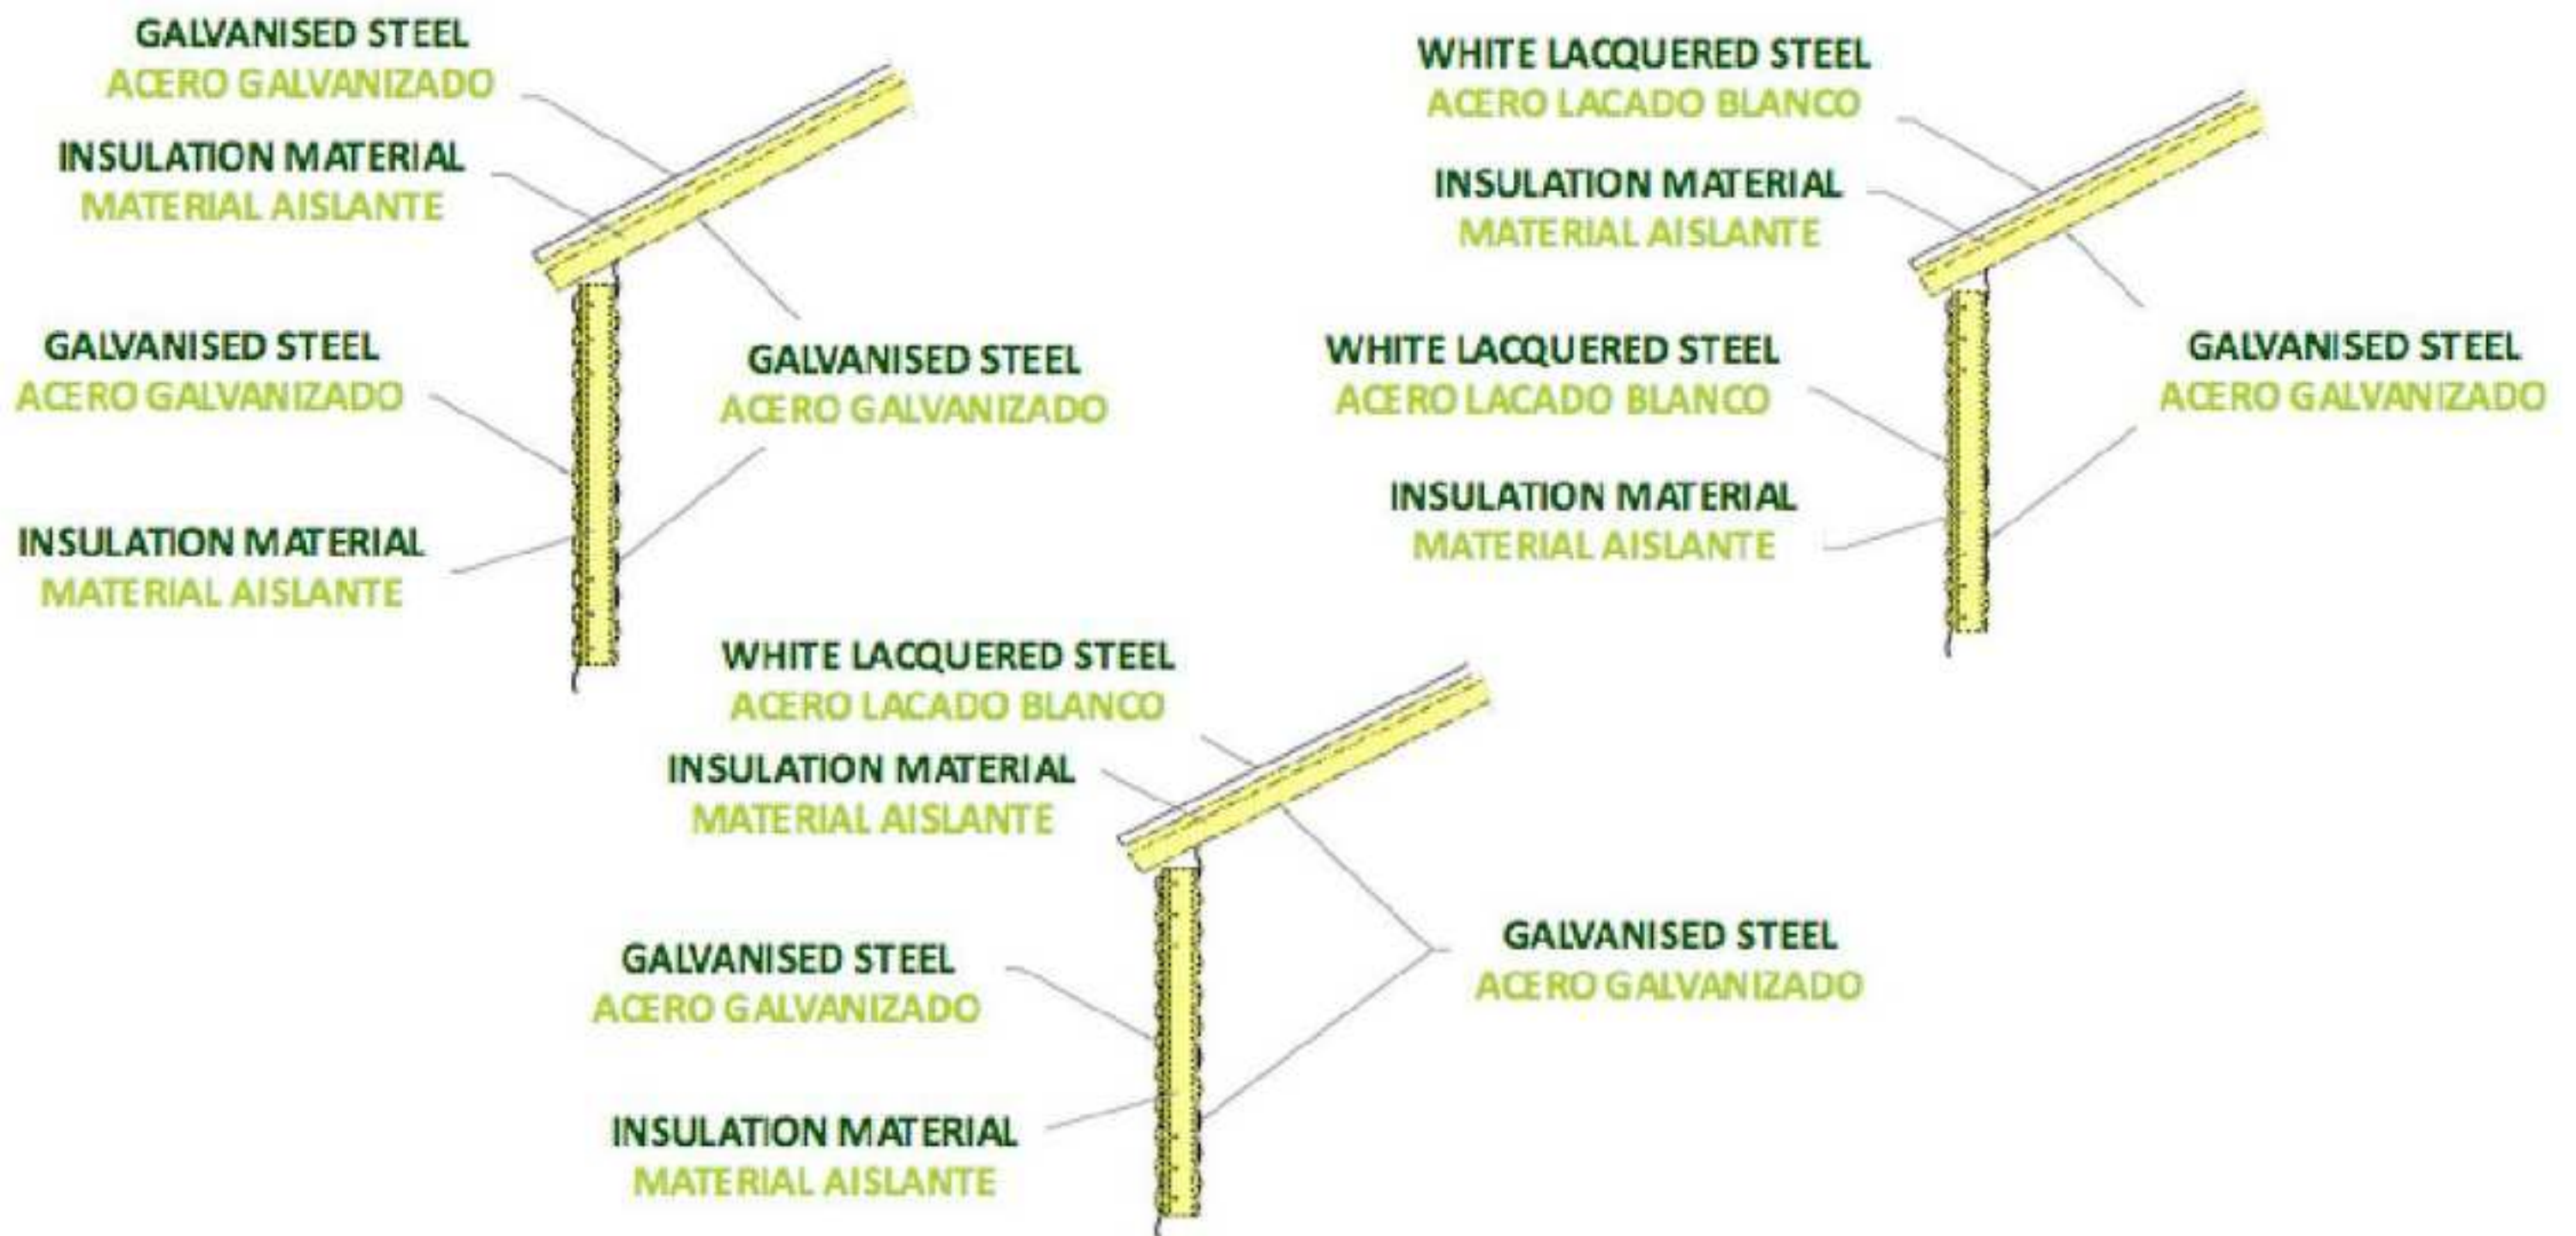 GALVANISED STEEL
ACERO GALVANIZADO
INSULATION MATERIAL
MATERIAL AISLANTE
GALVANISED STEEL
ACERO GALVANIZADO
INSULATION MATERIAL
MATERIAL AISLANTE
GALVANISED STEEL
ACERO GALVANIZADO
WHITE LACQUERED STEEL
ACERO LACADO BLANCO
INSULATION MATERIAL
MATERIAL AISLANTE
WHITE LACQUERED STEEL
ACERO LACADO BLANCO
INSULATION MATERIAL
MATERIAL AISLANTE
GALVANISED STEEL
ACERO GALVANIZADO
WHITE LACQUERED STEEL
ACERO LACADO BLANCO
INSULATION MATERIAL
MATERIAL AISLANTE
GALVANISED STEEL
ACERO GALVANIZADO
INSULATION MATERIAL
MATERIAL AISLANTE
GALVANISED STEEL
ACERO GALVANIZADO